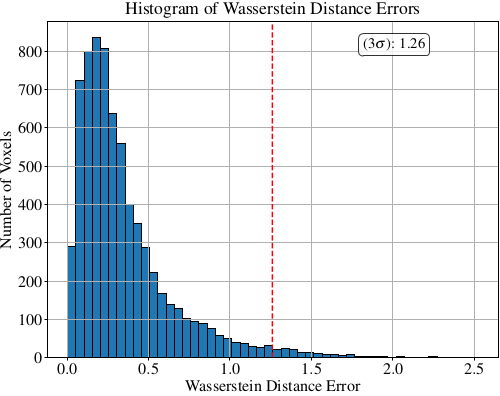 Histogram of Wasserstein Distance Errors
(3σ): 1.26
Number of Voxels
800
700
600
500
400
300
200
100
0
0.0 0.5 1.0 1.5 2.0 2.5
Wasserstein Distance Error